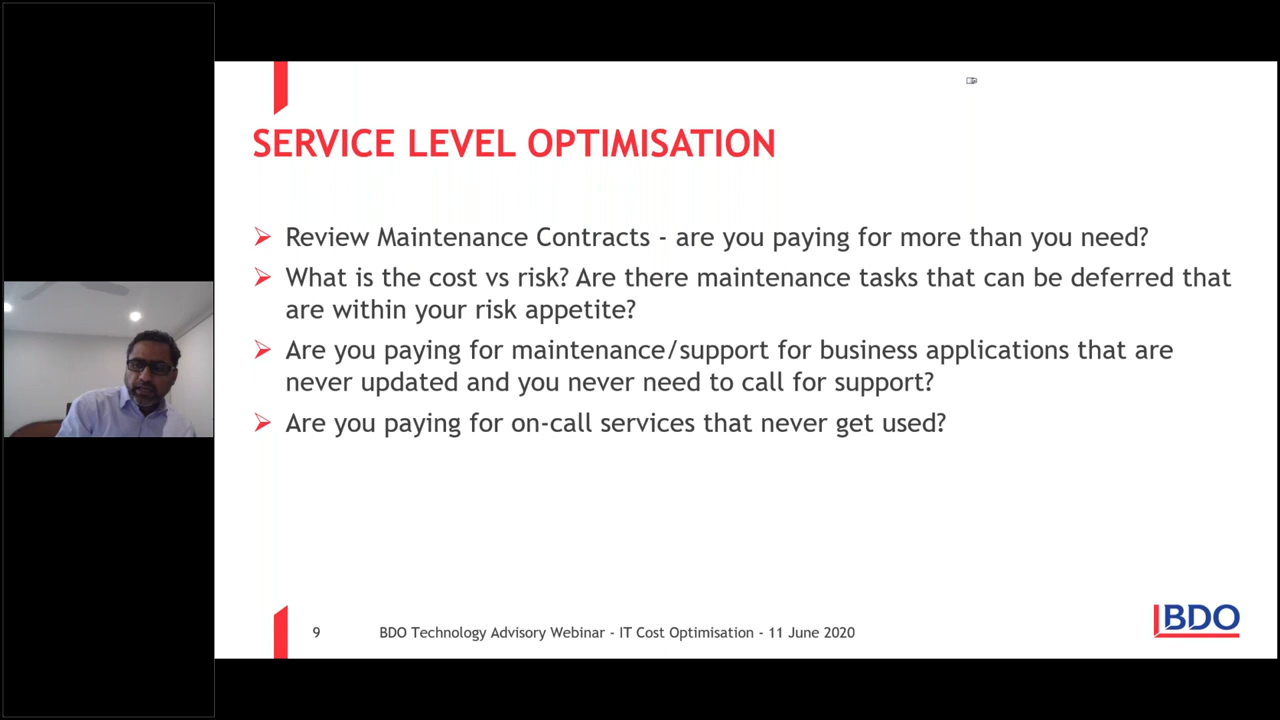 SERVICE LEVEL OPTIMISATION
Review Maintenance Contracts - are you paying for more than you need?
What is the cost vs risk? Are there maintenance tasks that can be deferred that
are within your risk appetite?
Are you paying for maintenance/support for business applications that are
never updated and you never need to call for support?
Are you paying for on-call services that never get used?
9 BDO Technology Advisory Webinar - IT Cost Optimisation - 11 June 2020
BDO